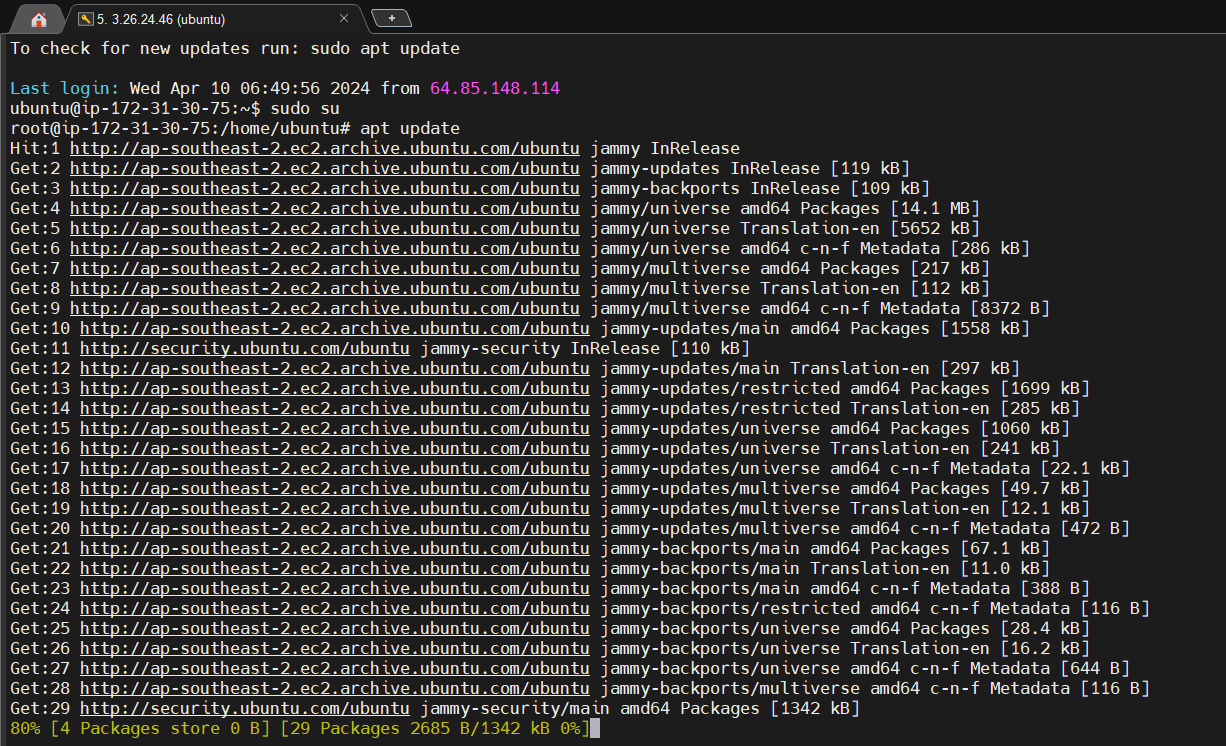 5. 3.26.24.46 (ubuntu)
To check for new updates run: sudo apt update
Last login: Wed Apr 10 06:49:56 2024 from 64.85.148.114
ubuntu@ip-172-31-30-75:~$ sudo su
root@ip-172-31-30-75:/home/ubuntu# apt update
Hit:1 http://ap-southeast-2.ec2.archive.ubuntu.com/ubuntu jammy InRelease
Get:2 http://ap-southeast-2.ec2.archive.ubuntu.com/ubuntu jammy-updates InRelease [119 kB]
Get:3 http://ap-southeast-2.ec2.archive.ubuntu.com/ubuntu jammy-backports InRelease [109 kB]
Get:4 http://ap-southeast-2.ec2.archive.ubuntu.com/ubuntu jammy/universe amd64 Packages [14.1 MB]
Get:5 http://ap-southeast-2.ec2.archive.ubuntu.com/ubuntu jammy/universe Translation-en [5652 kB]
Get:6 http://ap-southeast-2.ec2.archive.ubuntu.com/ubuntu jammy/universe amd64 c-n-f Metadata [286 kB]
Get:7 http://ap-southeast-2.ec2.archive.ubuntu.com/ubuntu jammy/multiverse amd64 Packages [217 kB]
Get:8 http://ap-southeast-2.ec2.archive.ubuntu.com/ubuntu jammy/multiverse Translation-en [112 kB]
Get:9 http://ap-southeast-2.ec2.archive.ubuntu.com/ubuntu jammy/multiverse amd64 c-n-f Metadata [8372 B]
Get:10 http://ap-southeast-2.ec2.archive.ubuntu.com/ubuntu jammy-updates/main amd64 Packages [1558 kB]
Get:11 http://security.ubuntu.com/ubuntu jammy-security InRelease [110 kB]
Get:12 http://ap-southeast-2.ec2.archive.ubuntu.com/ubuntu jammy-updates/main Translation-en [297 kB]
Get:13 http://ap-southeast-2.ec2.archive.ubuntu.com/ubuntu jammy-updates/restricted amd64 Packages [1699 kB]
Get:14 http://ap-southeast-2.ec2.archive.ubuntu.com/ubuntu jammy-updates/restricted Translation-en [285 kB]
Get:15 http://ap-southeast-2.ec2.archive.ubuntu.com/ubuntu jammy-updates/universe amd64 Packages [1060 kB]
Get:16 http://ap-southeast-2.ec2.archive.ubuntu.com/ubuntu jammy-updates/universe Translation-en [241 kB]
Get:17 http://ap-southeast-2.ec2.archive.ubuntu.com/ubuntu jammy-updates/universe amd64 c-n-f Metadata [22.1 kB]
Get:18 http://ap-southeast-2.ec2.archive.ubuntu.com/ubuntu jammy-updates/multiverse amd64 Packages [49.7 kB]
Get:19 http://ap-southeast-2.ec2.archive.ubuntu.com/ubuntu jammy-updates/multiverse Translation-en [12.1 kB]
Get:20 http://ap-southeast-2.ec2.archive.ubuntu.com/ubuntu jammy-updates/multiverse amd64 c-n-f Metadata [472 B]
Get:21 http://ap-southeast-2.ec2.archive.ubuntu.com/ubuntu jammy-backports/main amd64 Packages [67.1 kB]
Get:22 http://ap-southeast-2.ec2.archive.ubuntu.com/ubuntu jammy-backports/main Translation-en [11.0 kB]
Get:23 http://ap-southeast-2.ec2.archive.ubuntu.com/ubuntu jammy-backports/main amd64 c-n-f Metadata [388 B]
Get:24 http://ap-southeast-2.ec2.archive.ubuntu.com/ubuntu jammy-backports/restricted amd64 c-n-f Metadata [116 B]
Get:25 http://ap-southeast-2.ec2.archive.ubuntu.com/ubuntu jammy-backports/universe amd64 Packages [28.4 kB]
Get:26 http://ap-southeast-2.ec2.archive.ubuntu.com/ubuntu jammy-backports/universe Translation-en [16.2 kB]
Get:27 http://ap-southeast-2.ec2.archive.ubuntu.com/ubuntu jammy-backports/universe amd64 c-n-f Metadata [644 B]
Get:28 http://ap-southeast-2.ec2.archive.ubuntu.com/ubuntu jammy-backports/multiverse amd64 c-n-f Metadata [116 B]
Get:29 http://security.ubuntu.com/ubuntu jammy-security/main amd64 Packages [1342 kB]
80% [4 Packages store 0 B] [29 Packages 2685 B/1342 kB 0%]